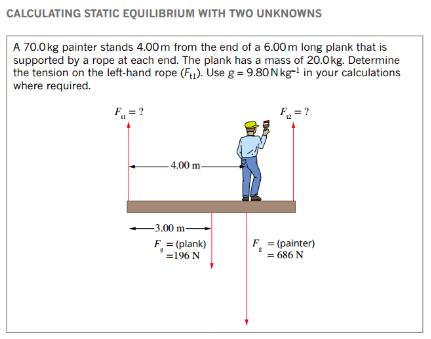 CALCULATING STATIC EQUILIBRIUM WITH TWO UNKNOWNS
A 70.0 kg painter stands 4.00 m from the end of a 6.00 m long plank that is
supported by a rope at each end. The plank has a mass of 20.0 kg. Determine
the tension on the left-hand rope (Ft1). Use g = 9.80 N kg⁻¹ in your calculations
where required.
Ft1 = ?
Ft2 = ?
4.00 m
3.00 m
Fg = (plank)
= 196 N
Fg = (painter)
= 686 N